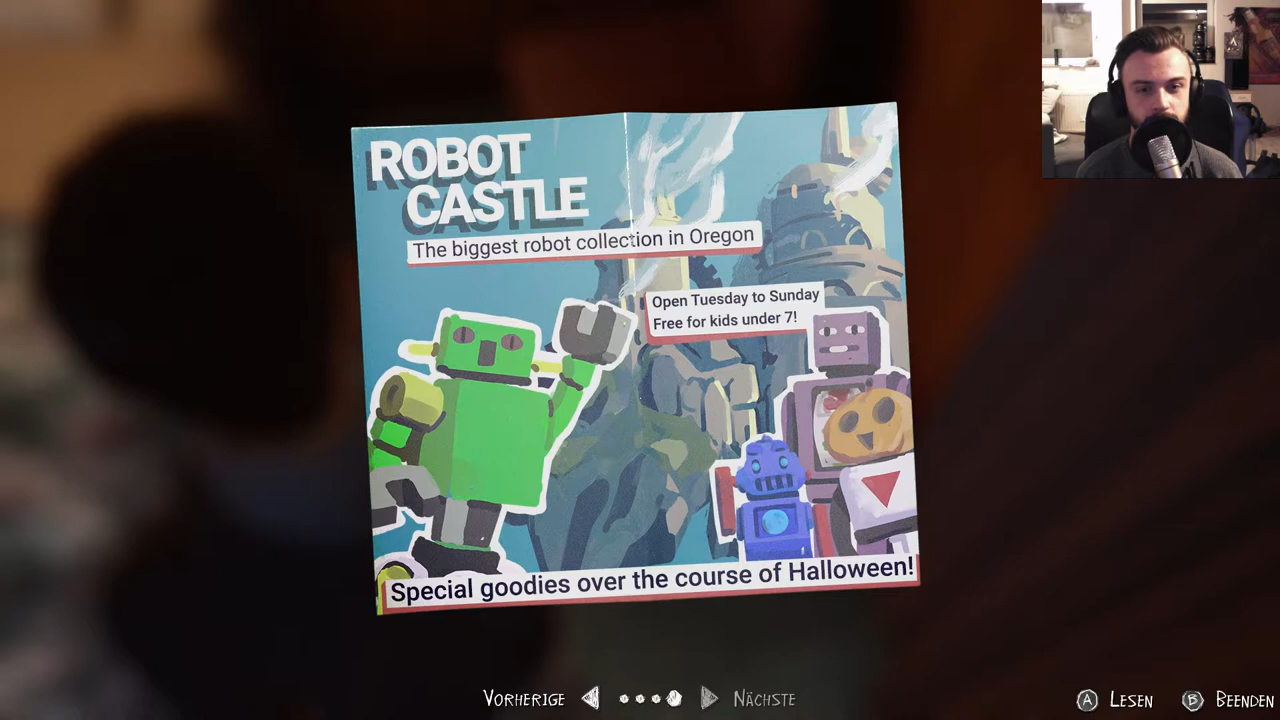 ROBOT
CASTLE
The biggest robot collection in Oregon
Open Tuesday to Sunday
Free for kids under 7!
Special goodies over the course of Halloween!
VORHERIGE
NÄCHSTE
A LESEN
B BEENDEN